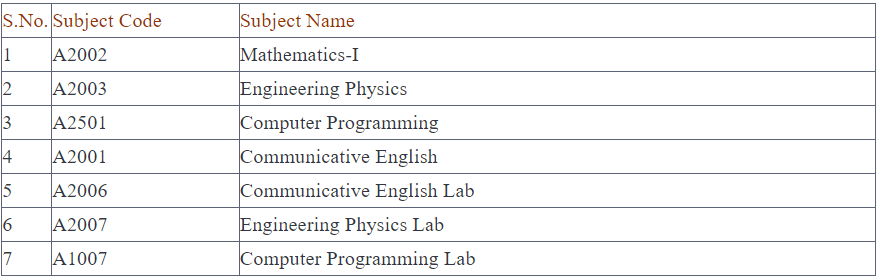 S.No. Subject Code Subject Name
1 A2002 Mathematics-I
2 A2003 Engineering Physics
3 A2501 Computer Programming
4 A2001 Communicative English
5 A2006 Communicative English Lab
6 A2007 Engineering Physics Lab
7 A1007 Computer Programming Lab